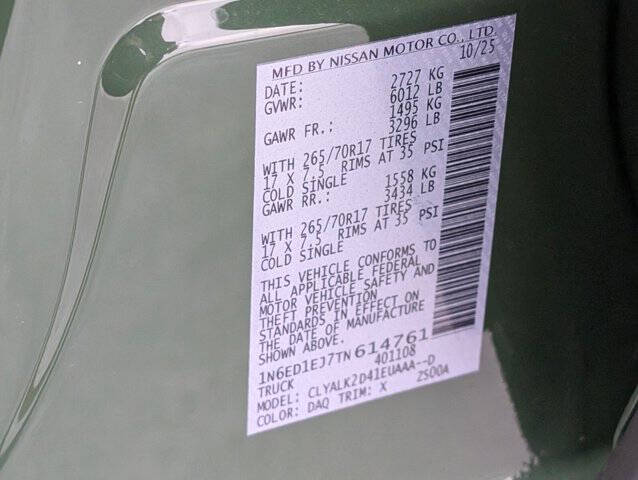 MFD BY NISSAN MOTOR CO., LTD.
DATE: 10/25
GVWR: 2727 KG
6012 LB
GAWR FR.: 1495 KG
3296 LB
WITH 265/70R17 TIRES
17 X 7.5 RIMS AT 35 PSI
COLD SINGLE
GAWR RR.: 1558 KG
3434 LB
WITH 265/70R17 TIRES
17 X 7.5 RIMS AT 35 PSI
COLD SINGLE
THIS VEHICLE CONFORMS TO
ALL APPLICABLE FEDERAL
MOTOR VEHICLE SAFETY AND
THEFT PREVENTION
STANDARDS IN EFFECT ON
THE DATE OF MANUFACTURE
1N6ED1EJ7TN614761
TRUCK 401108
MODEL: CLYALK2D41EUAAA--D
COLOR: DAQ TRIM: X ZS00A